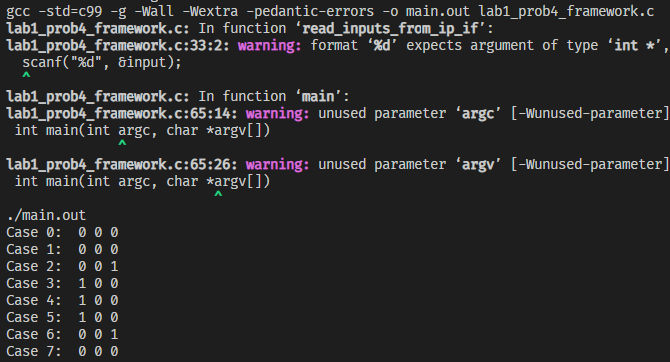 gcc -std=c99 -g -Wall -Wextra -pedantic-errors -o main.out lab1_prob4_framework.c
lab1_prob4_framework.c: In function ‘read_inputs_from_ip_if’:
lab1_prob4_framework.c:33:2: warning: format ‘%d’ expects argument of type ‘int *’,
  scanf("%d", &input);
  ^
lab1_prob4_framework.c: In function ‘main’:
lab1_prob4_framework.c:65:14: warning: unused parameter ‘argc’ [-Wunused-parameter]
 int main(int argc, char *argv[])
              ^
lab1_prob4_framework.c:65:26: warning: unused parameter ‘argv’ [-Wunused-parameter]
 int main(int argc, char *argv[])
                          ^
./main.out
Case 0:  0 0 0
Case 1:  0 0 0
Case 2:  0 0 1
Case 3:  1 0 0
Case 4:  1 0 0
Case 5:  1 0 0
Case 6:  0 0 1
Case 7:  0 0 0